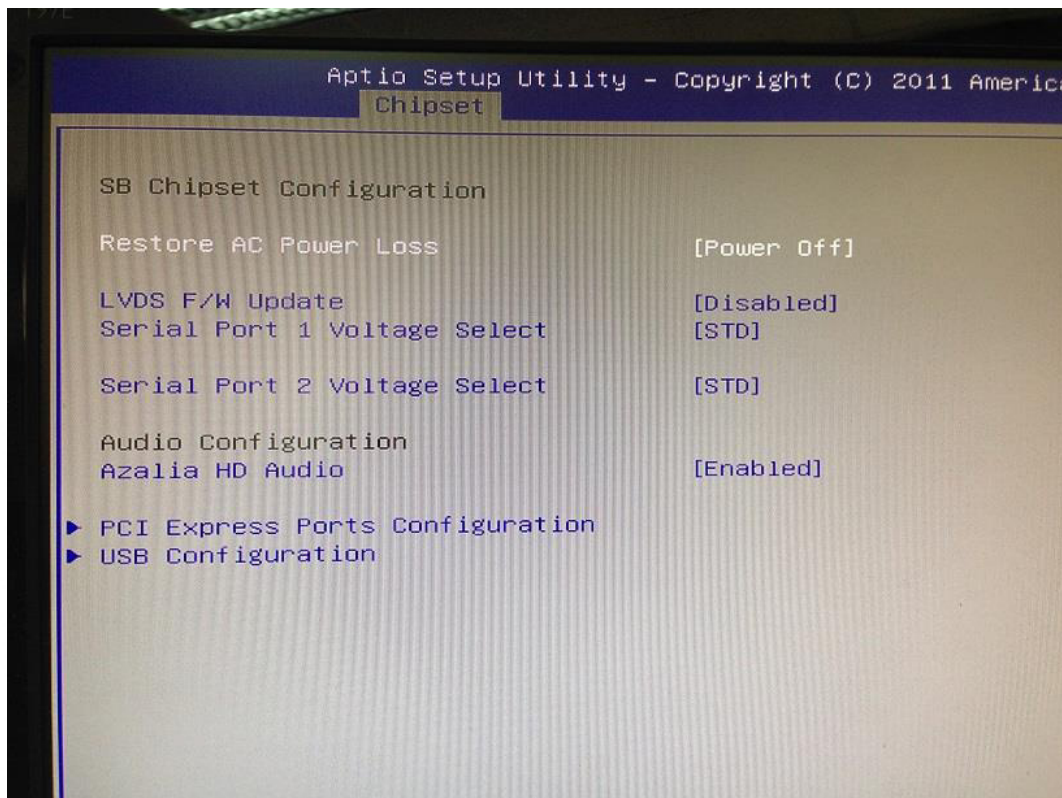 Aptio Setup Utility – Copyright (C) 2011 America
Chipset
SB Chipset Configuration
Restore AC Power Loss [Power Off]
LVDS F/W Update [Disabled]
Serial Port 1 Voltage Select [STD]
Serial Port 2 Voltage Select [STD]
Audio Configuration
Azalia HD Audio [Enabled]
PCI Express Ports Configuration
USB Configuration